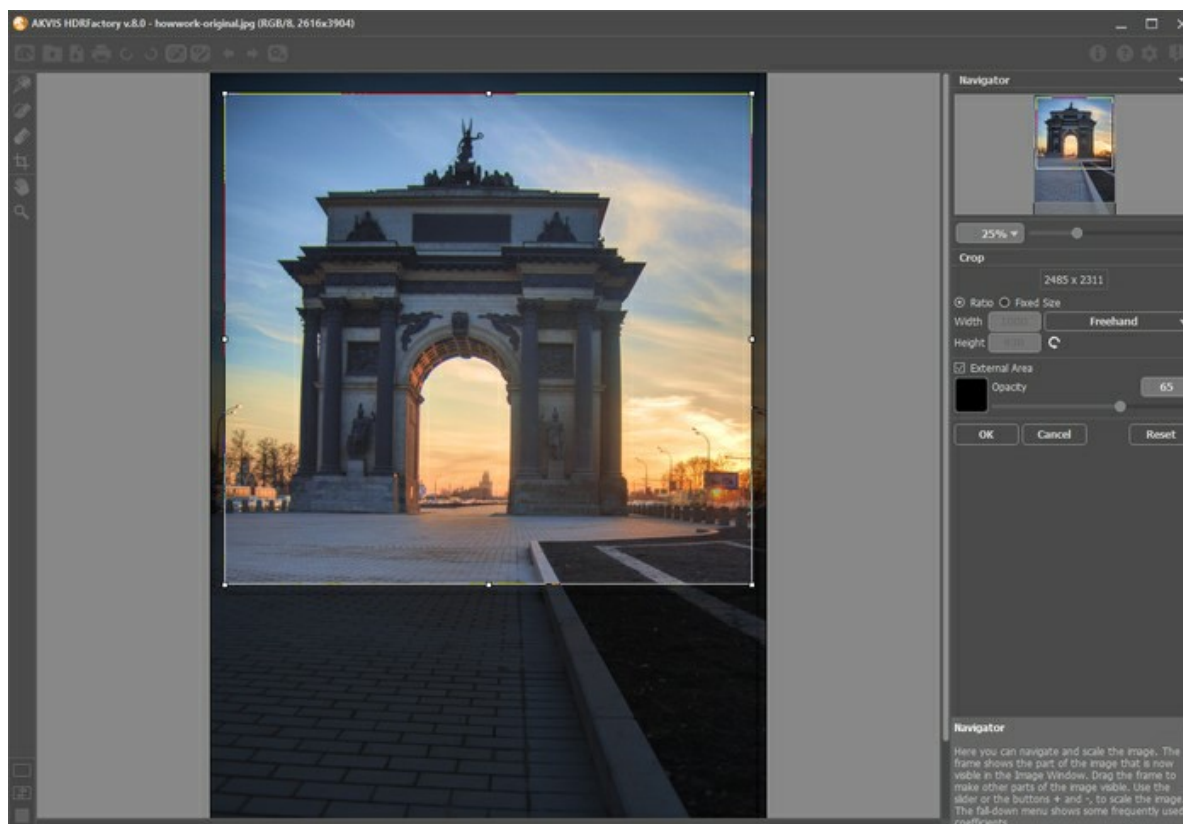 AKVIS HDRFactory v.8.0 - howwork-original.jpg (RGB/8, 2616x3904)
Navigator
25%
Crop
2485 x 2311
Ratio Fixed Size
Width Freehand
Height
External Area
Opacity 65
OK Cancel Reset
Navigator
Here you can navigate and scale the image. The
frame shows the part of the image that is now
visible in the Image Window. Drag the frame to
make other parts of the image visible. Use the
slider or the buttons + and -, to scale the image.
The fall-down menu shows some frequently used
coefficients.